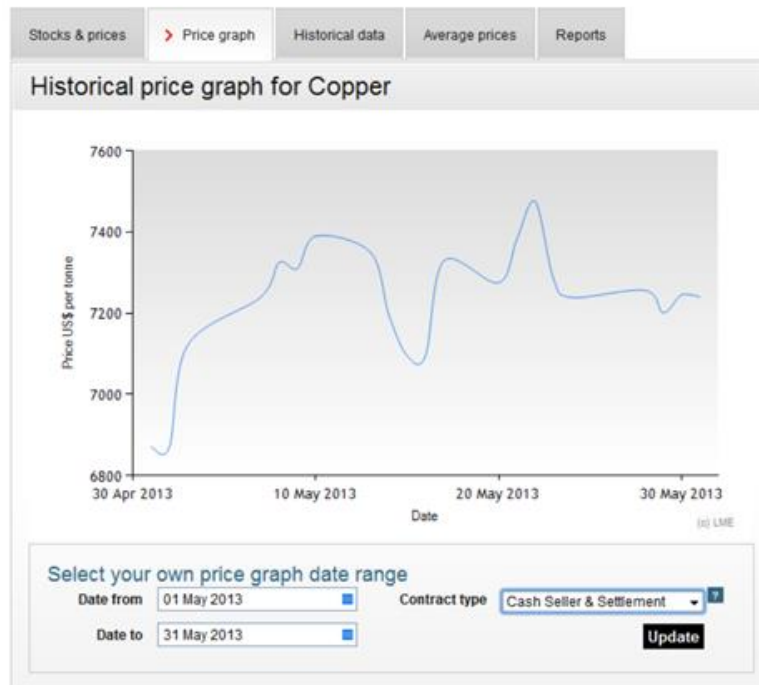 Stocks & prices
Price graph
Historical data
Average prices
Reports
Historical price graph for Copper
7600
7400
7200
7000
6800
Price US$ per tonne
30 Apr 2013
10 May 2013
20 May 2013
30 May 2013
Date
(c) LME
Select your own price graph date range
Date from 01 May 2013
Contract type Cash Seller & Settlement ?
Date to 31 May 2013
Update